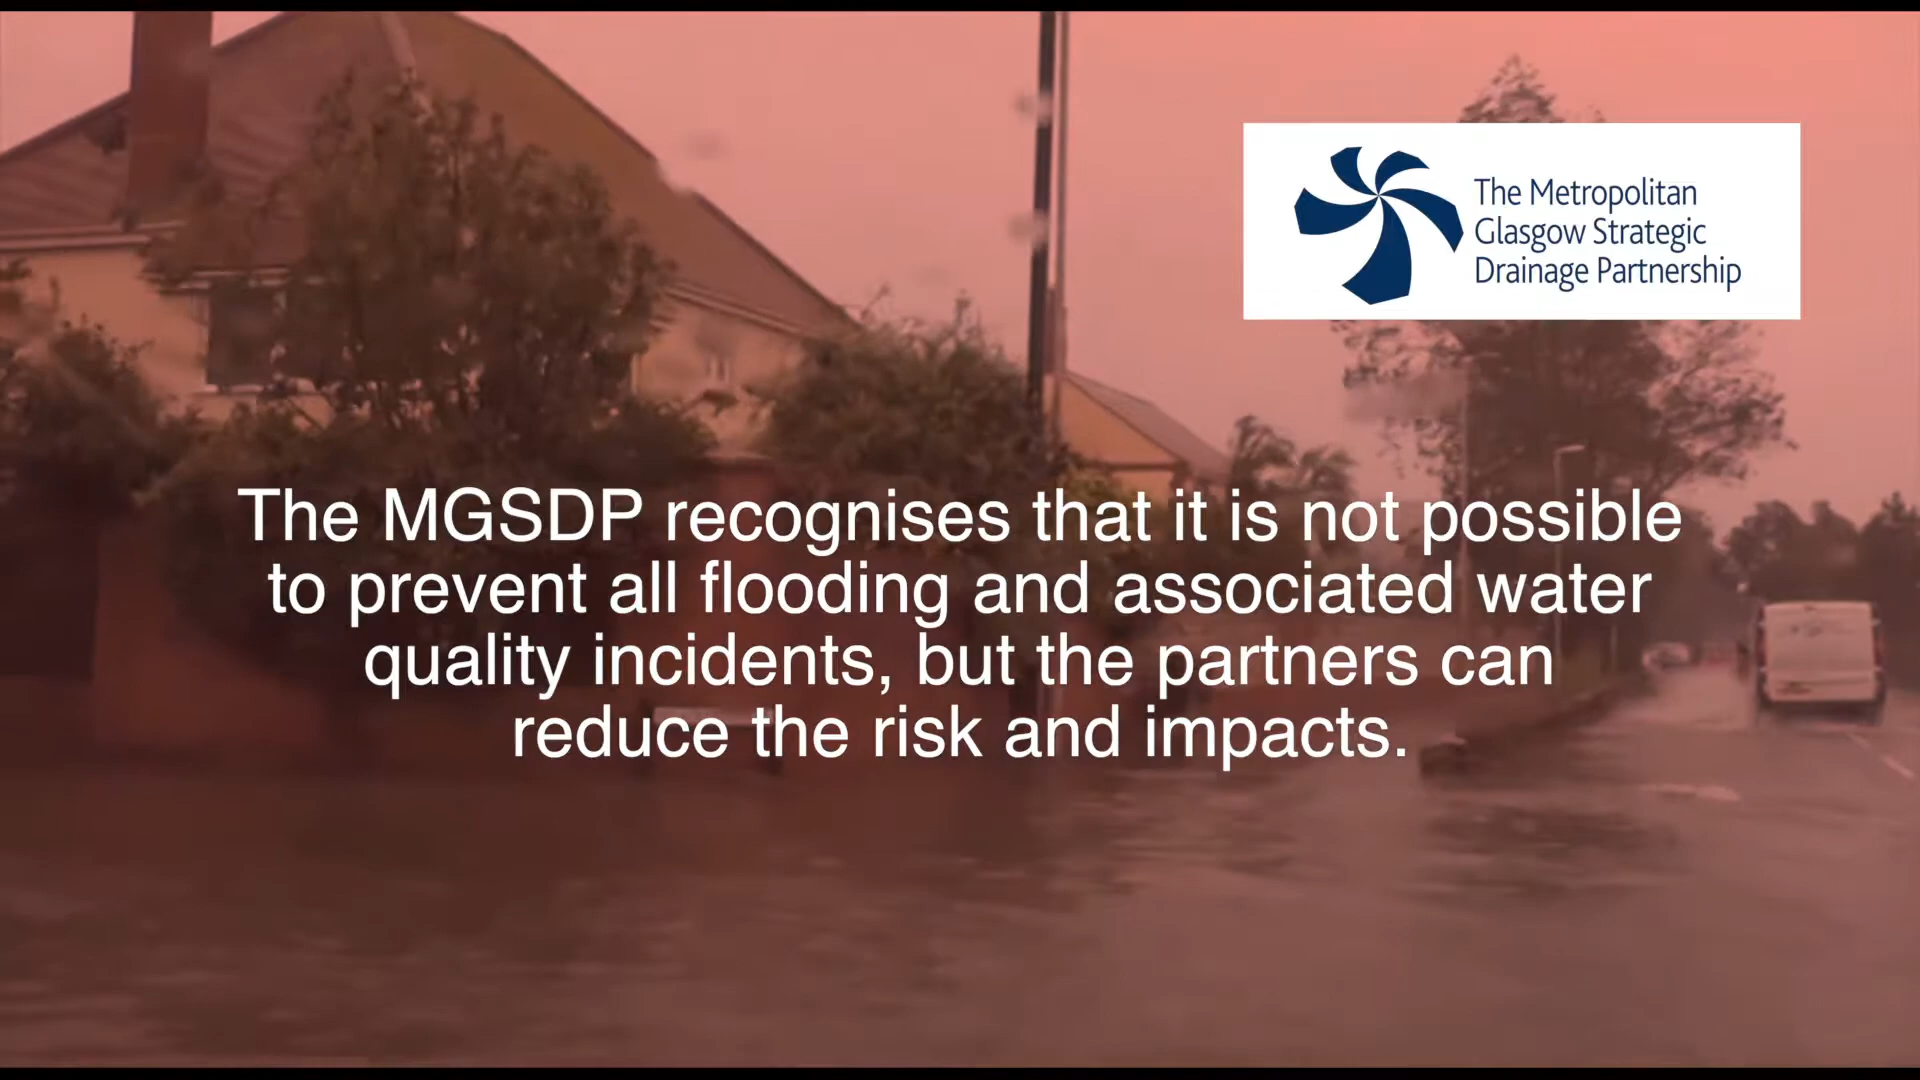 The Metropolitan
Glasgow Strategic
Drainage Partnership
The MGSDP recognises that it is not possible
to prevent all flooding and associated water
quality incidents, but the partners can
reduce the risk and impacts.